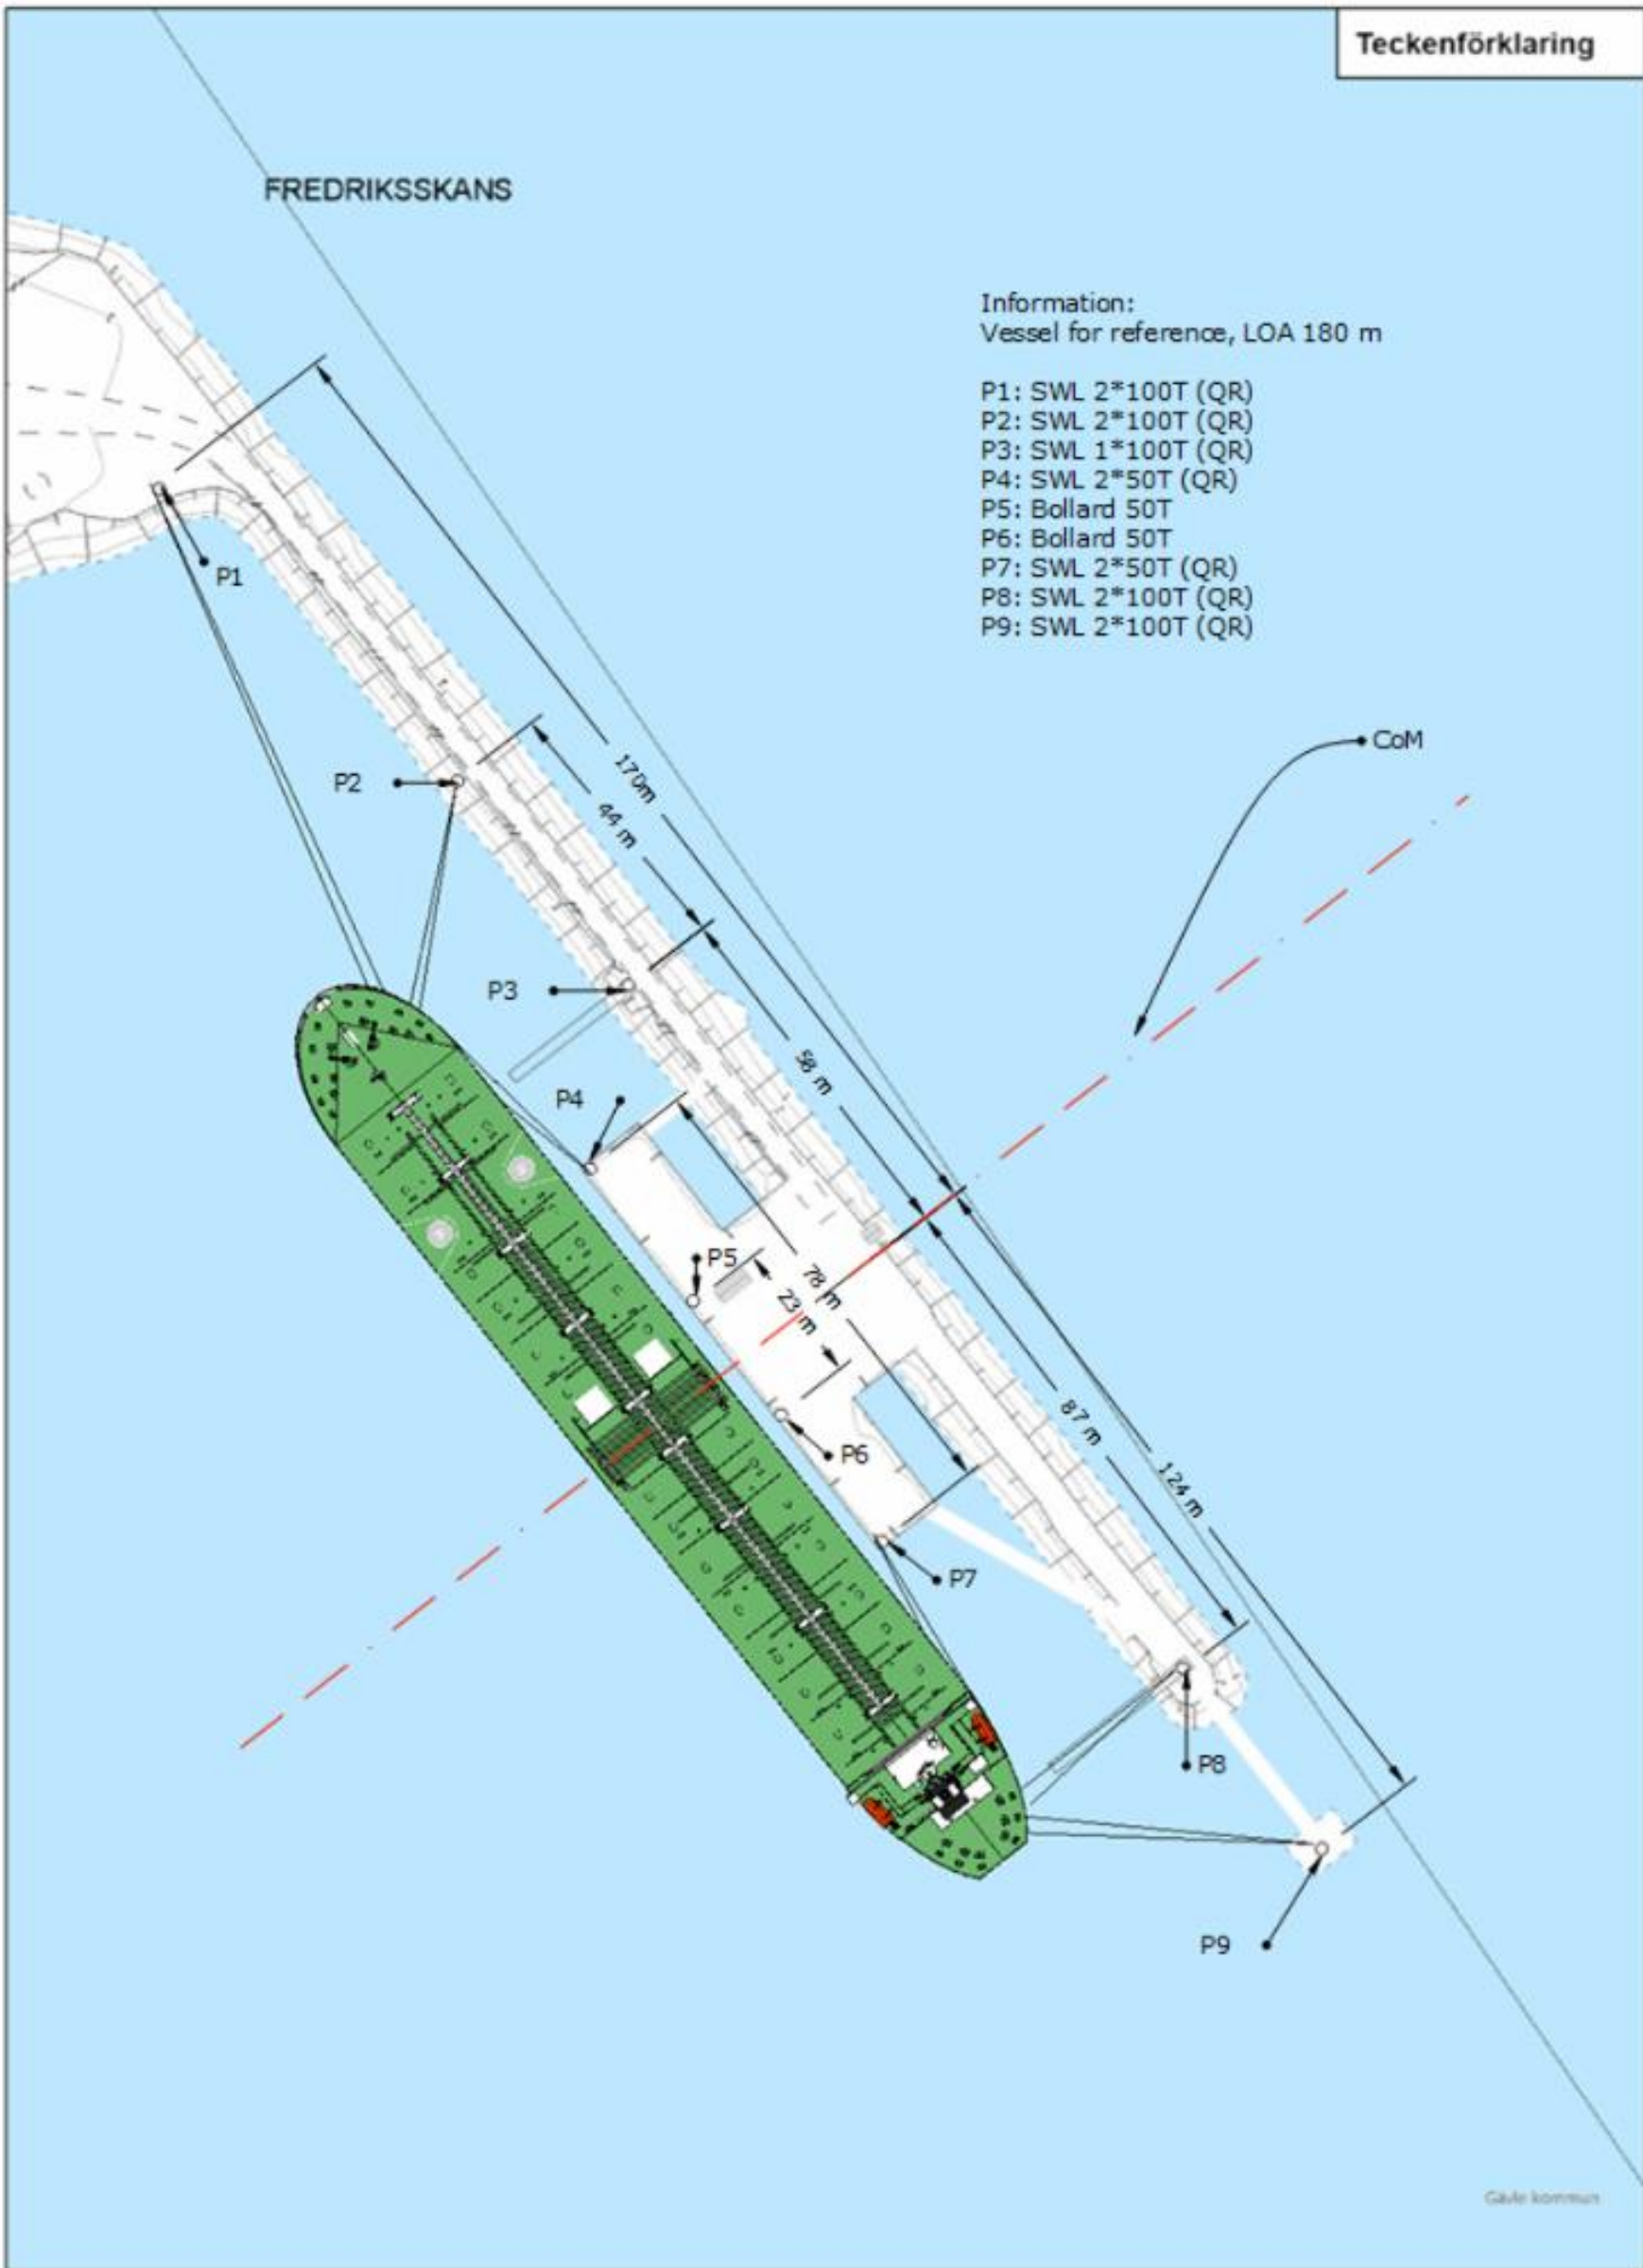 Teckenförklaring
FREDRIKSSKANS
Information:
Vessel for reference, LOA 180 m
P1: SWL 2*100T (QR)
P2: SWL 2*100T (QR)
P3: SWL 1*100T (QR)
P4: SWL 2*50T (QR)
P5: Bollard 50T
P6: Bollard 50T
P7: SWL 2*50T (QR)
P8: SWL 2*100T (QR)
P9: SWL 2*100T (QR)
P1
CoM
P2
170m
44 m
P3
58 m
P4
P5
78 m
23 m
87 m
P6
124 m
P7
P8
P9
Gävle kommun